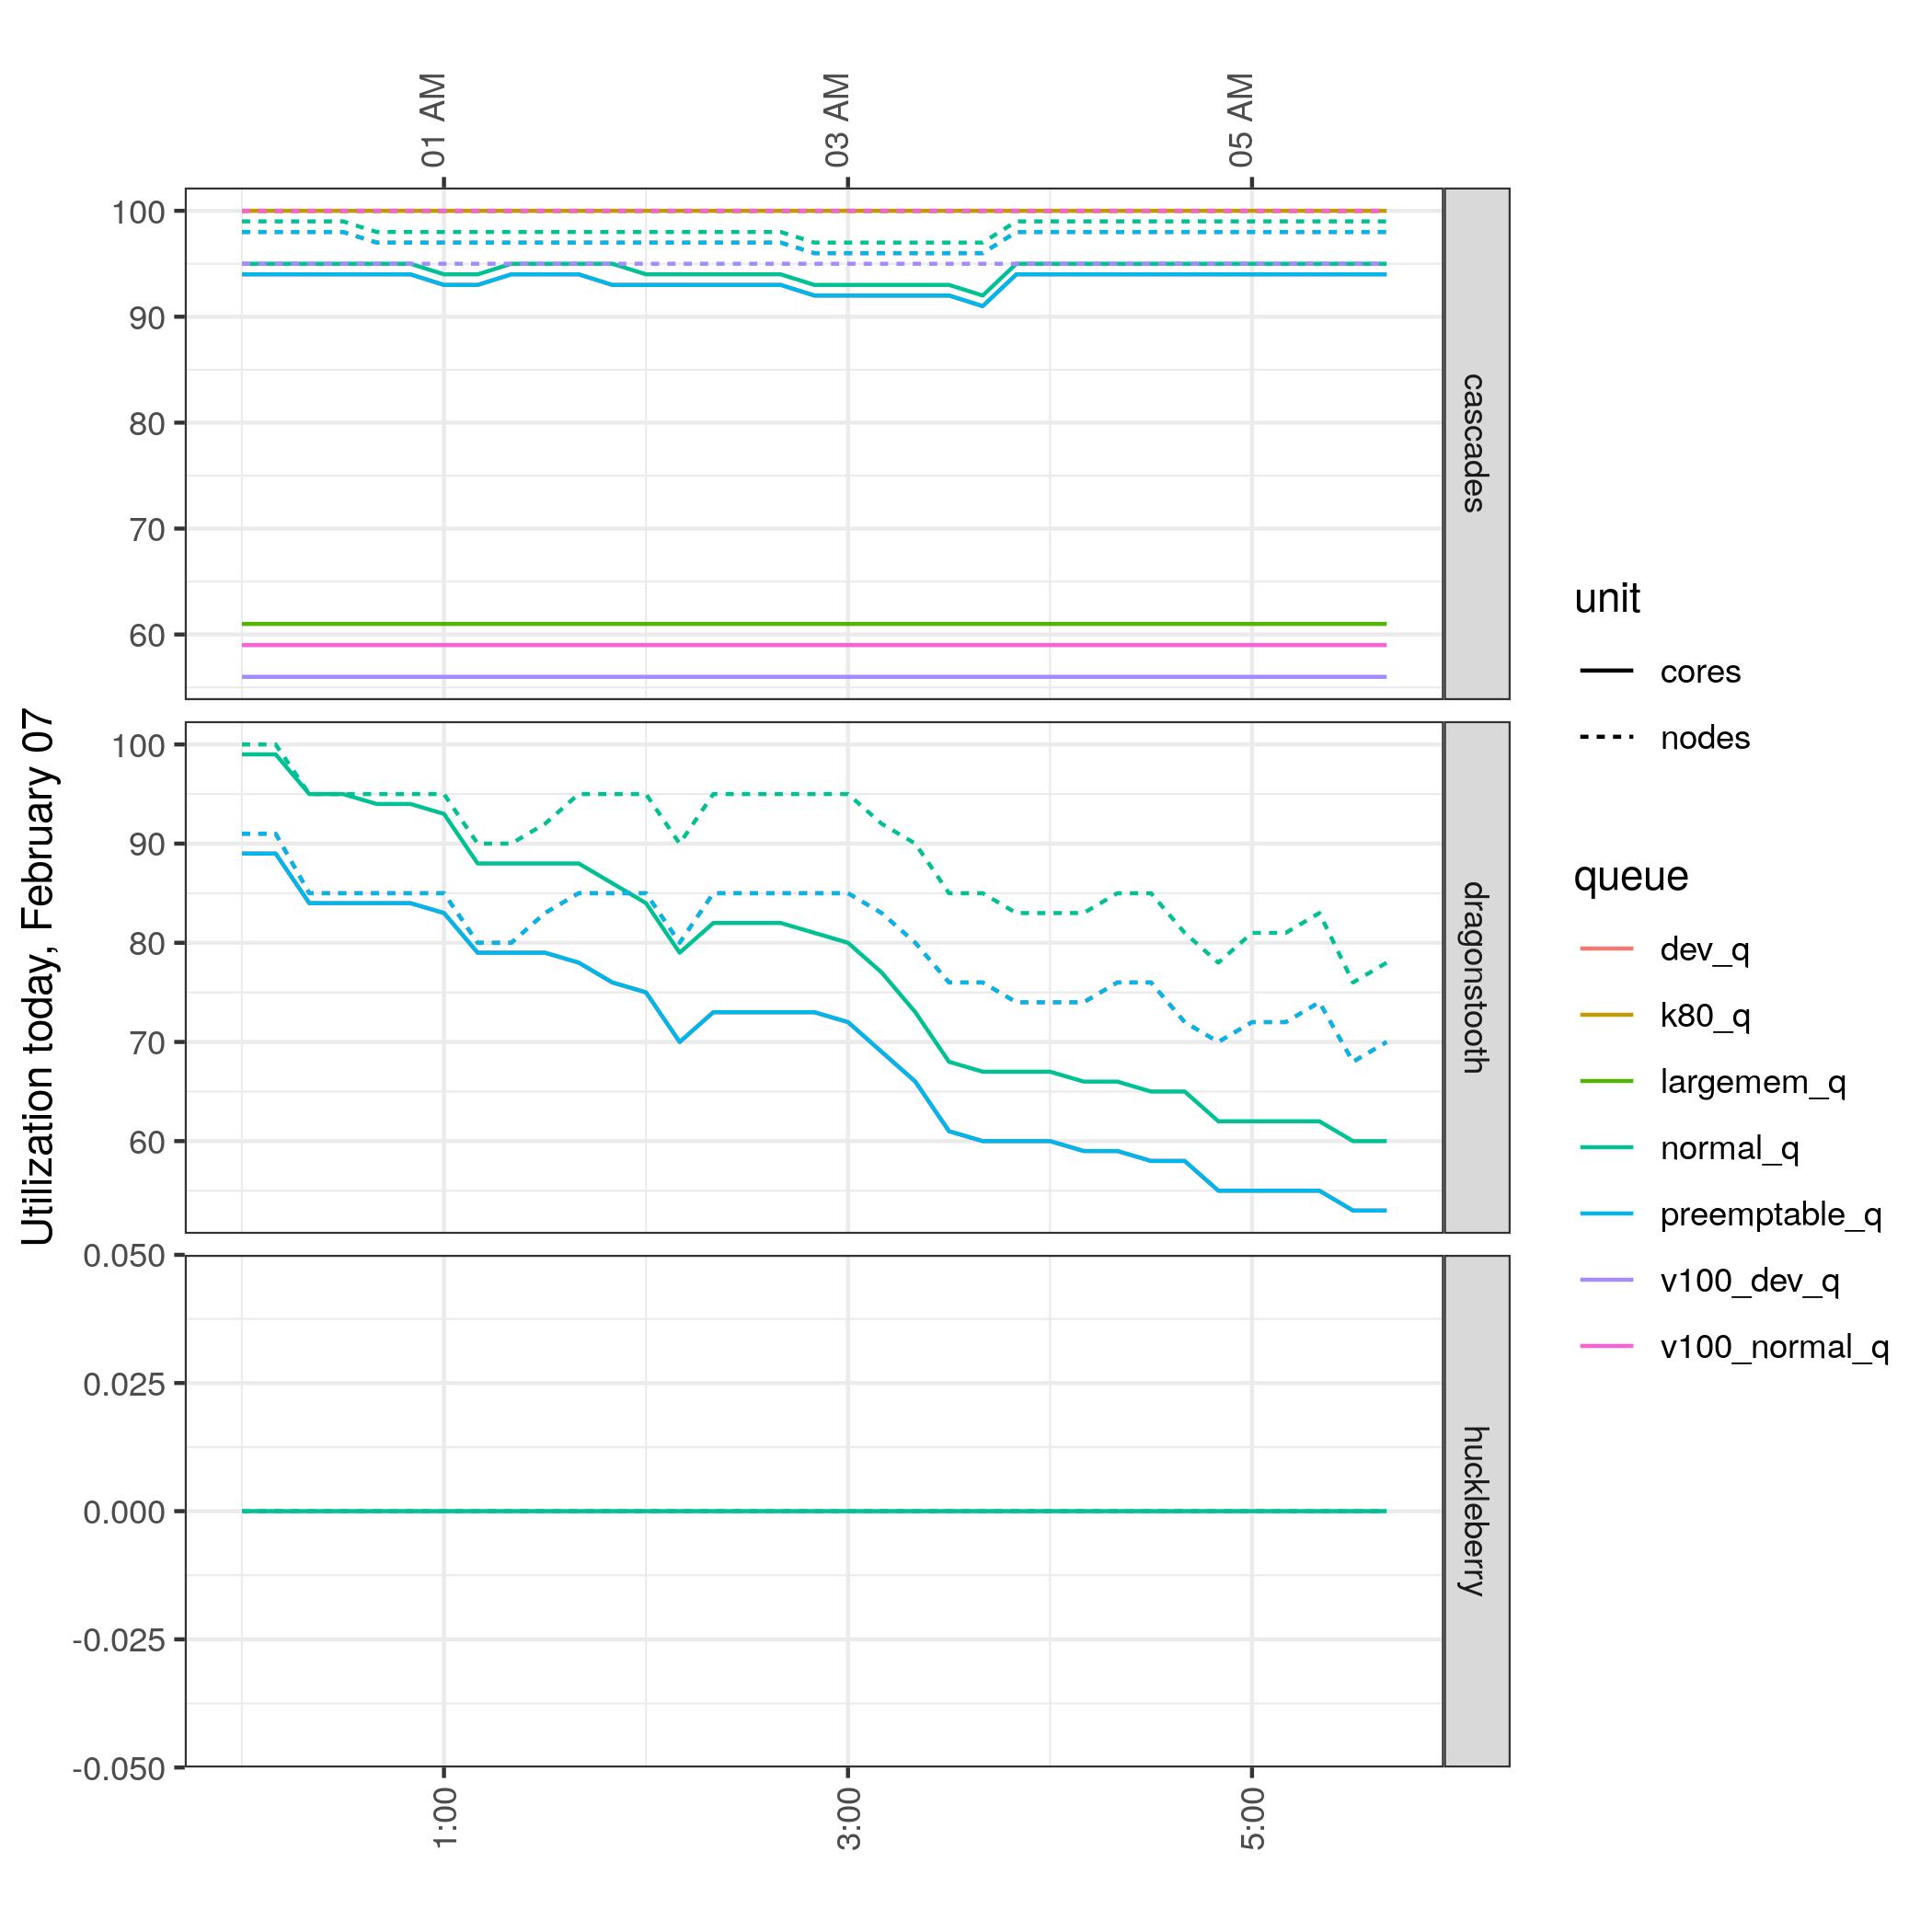 01 AM
03 AM
05 AM
Utilization today, February 07
100
90
80
70
60
cascades
100
90
80
70
60
dragonstooth
0.050
0.025
0.000
-0.025
-0.050
huckleberry
1:00
3:00
5:00
unit
cores
nodes
queue
dev_q
k80_q
largemem_q
normal_q
preemptable_q
v100_dev_q
v100_normal_q